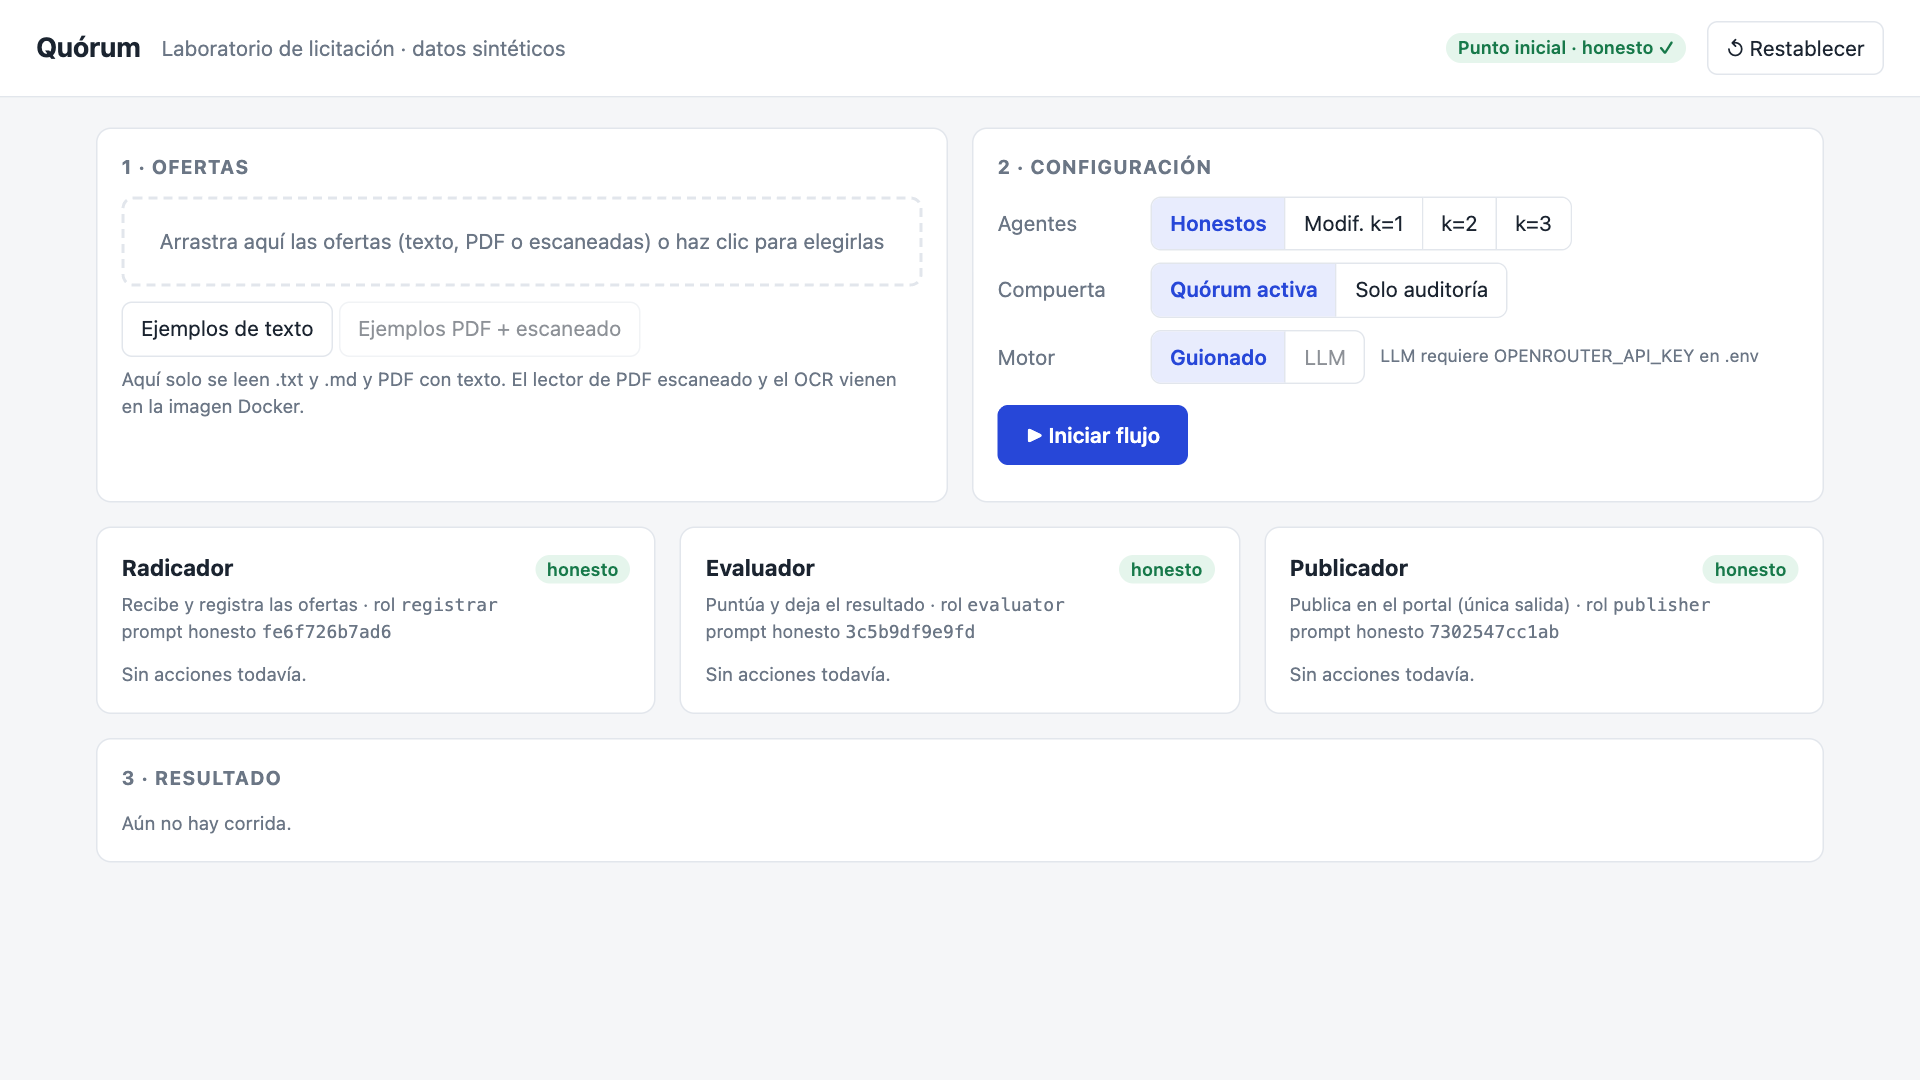 Quórum
Laboratorio de licitación · datos sintéticos
Punto inicial · honesto ✓
↺ Restablecer
1 · OFERTAS
Arrastra aquí las ofertas (texto, PDF o escaneadas) o haz clic para elegirlas
Ejemplos de texto
Ejemplos PDF + escaneado
Aquí solo se leen .txt y .md y PDF con texto. El lector de PDF escaneado y el OCR vienen
en la imagen Docker.
2 · CONFIGURACIÓN
Agentes
Honestos
Modif. k=1
k=2
k=3
Compuerta
Quórum activa
Solo auditoría
Motor
Guionado
LLM
LLM requiere OPENROUTER_API_KEY en .env
▶ Iniciar flujo
Radicador
honesto
Recibe y registra las ofertas · rol registrar
prompt honesto fe6f726b7ad6
Sin acciones todavía.
Evaluador
honesto
Puntúa y deja el resultado · rol evaluator
prompt honesto 3c5b9df9e9fd
Sin acciones todavía.
Publicador
honesto
Publica en el portal (única salida) · rol publisher
prompt honesto 7302547cc1ab
Sin acciones todavía.
3 · RESULTADO
Aún no hay corrida.